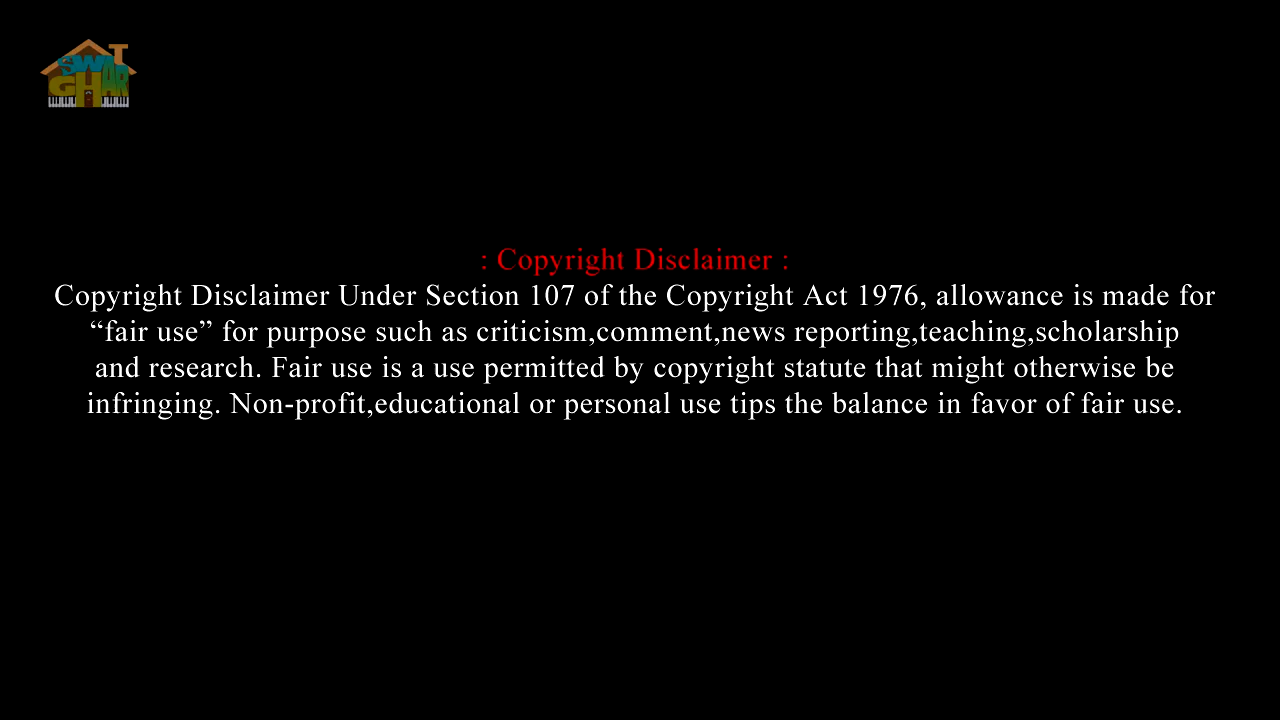 SWIT
GHAR
: Copyright Disclaimer :
Copyright Disclaimer Under Section 107 of the Copyright Act 1976, allowance is made for
“fair use” for purpose such as criticism,comment,news reporting,teaching,scholarship
and research. Fair use is a use permitted by copyright statute that might otherwise be
infringing. Non-profit,educational or personal use tips the balance in favor of fair use.